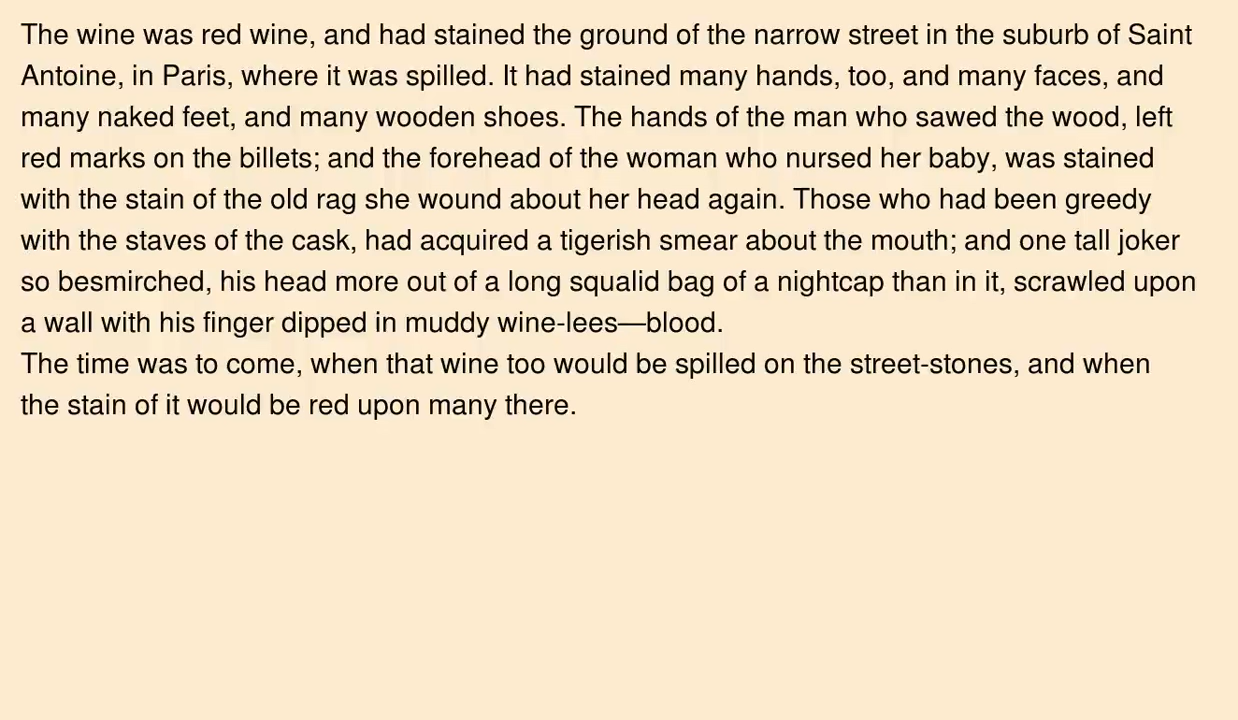 The wine was red wine, and had stained the ground of the narrow street in the suburb of Saint
Antoine, in Paris, where it was spilled. It had stained many hands, too, and many faces, and
many naked feet, and many wooden shoes. The hands of the man who sawed the wood, left
red marks on the billets; and the forehead of the woman who nursed her baby, was stained
with the stain of the old rag she wound about her head again. Those who had been greedy
with the staves of the cask, had acquired a tigerish smear about the mouth; and one tall joker
so besmirched, his head more out of a long squalid bag of a nightcap than in it, scrawled upon
a wall with his finger dipped in muddy wine-lees—blood.
The time was to come, when that wine too would be spilled on the street-stones, and when
the stain of it would be red upon many there.